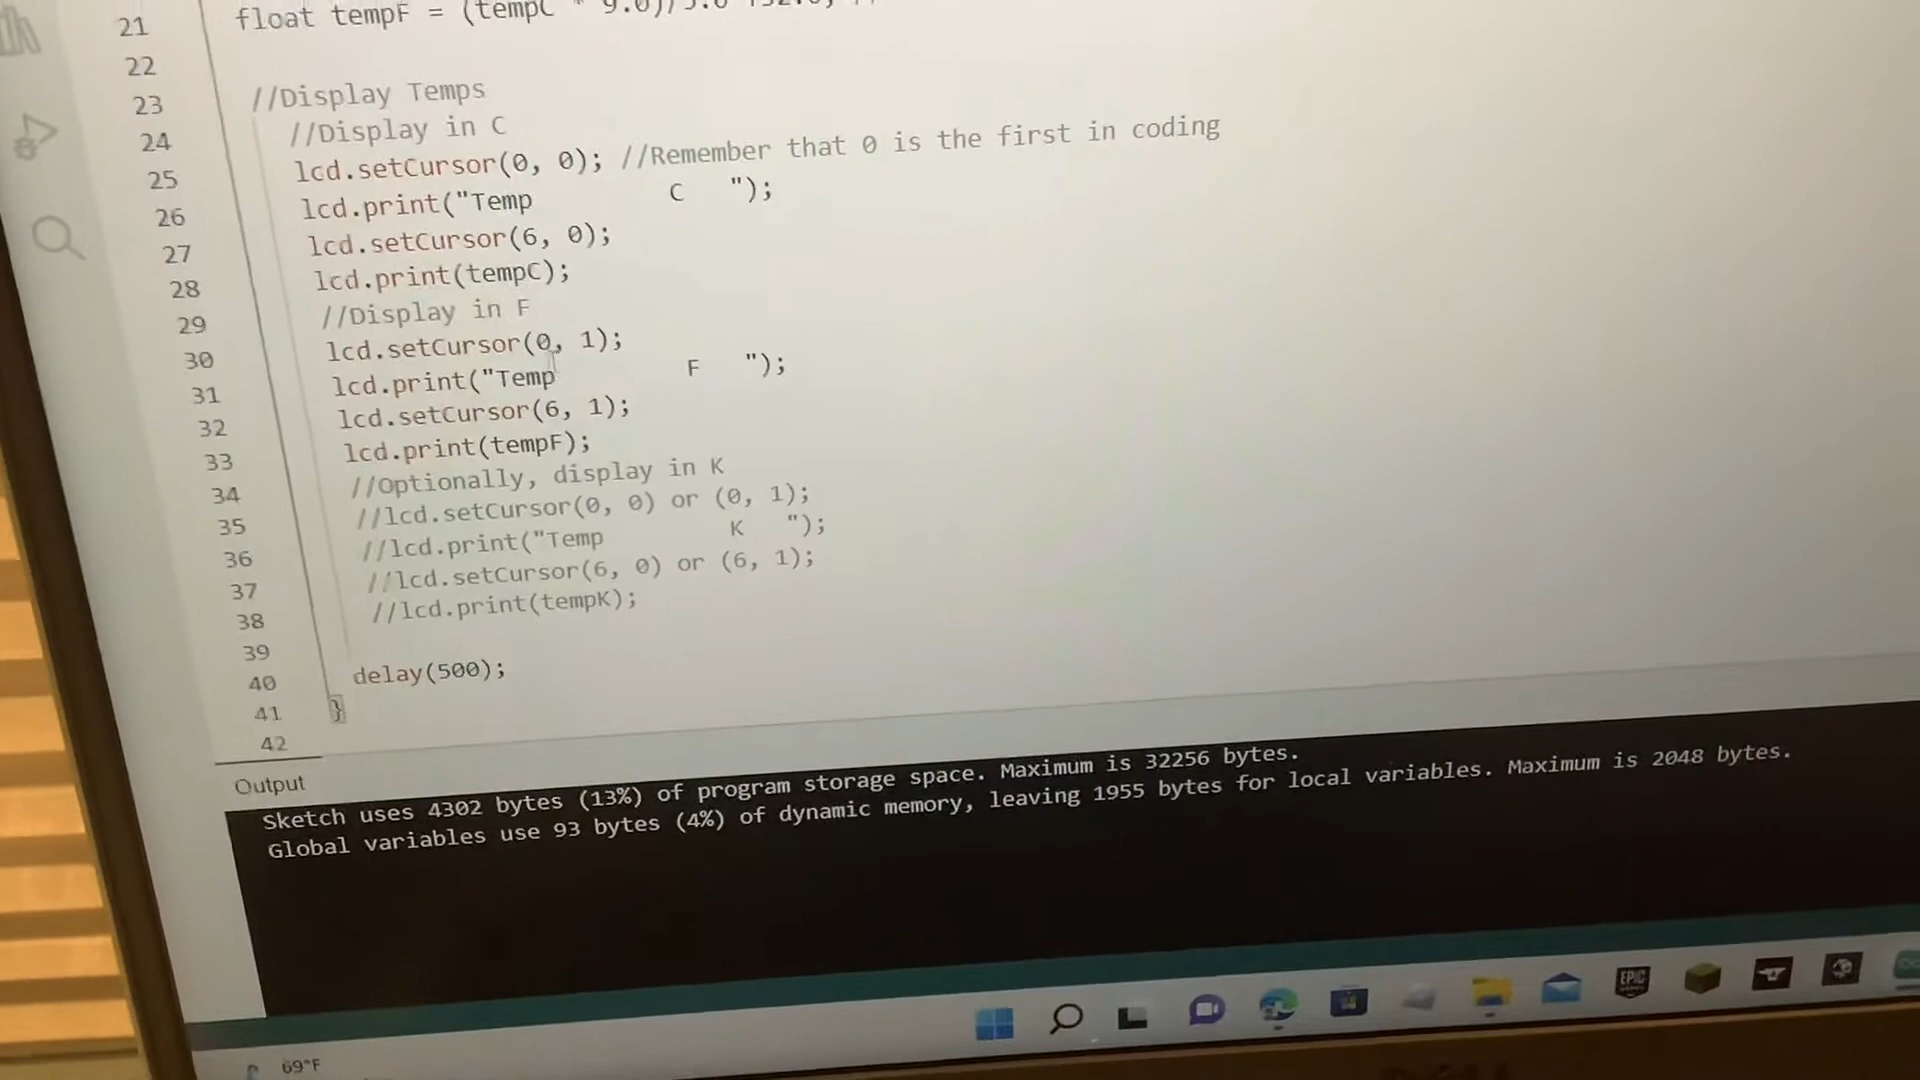 21 float tempF = (tempC * 9.0)/5.0
22
23 //Display Temps
24 //Display in C
25 lcd.setCursor(0, 0); //Remember that 0 is the first in coding
26 lcd.print("Temp         C   ");
27 lcd.setCursor(6, 0);
28 lcd.print(tempC);
29 //Display in F
30 lcd.setCursor(0, 1);
31 lcd.print("Temp         F   ");
32 lcd.setCursor(6, 1);
33 lcd.print(tempF);
34 //Optionally, display in K
35 //lcd.setCursor(0, 0) or (0, 1);
36 //lcd.print("Temp         K   ");
37 //lcd.setCursor(6, 0) or (6, 1);
38 //lcd.print(tempK);
39
40 delay(500);
41 }
42
Output
Sketch uses 4302 bytes (13%) of program storage space. Maximum is 32256 bytes.
Global variables use 93 bytes (4%) of dynamic memory, leaving 1955 bytes for local variables. Maximum is 2048 bytes.
EPIC
69°F